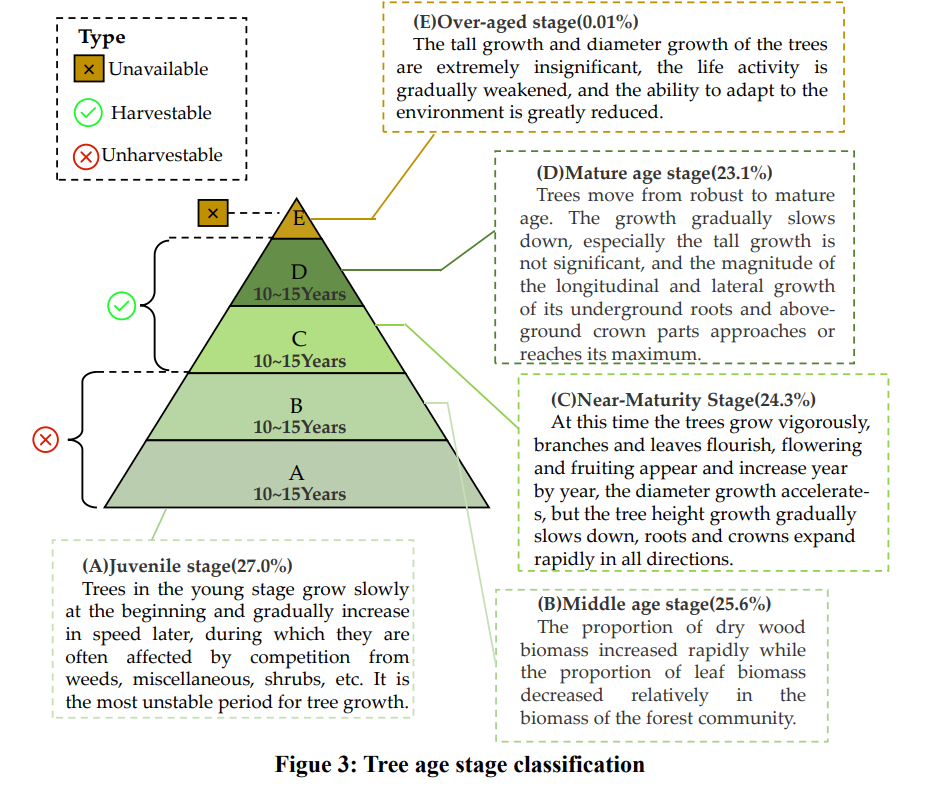 Type
Unavailable
Harvestable
Unharvestable
(E)Over-aged stage(0.01%)
The tall growth and diameter growth of the trees
are extremely insignificant, the life activity is
gradually weakened, and the ability to adapt to the
environment is greatly reduced.
(D)Mature age stage(23.1%)
Trees move from robust to mature
age. The growth gradually slows
down, especially the tall growth is
not significant, and the magnitude of
the longitudinal and lateral growth
of its underground roots and above-
ground crown parts approaches or
reaches its maximum.
E
D
10~15Years
C
10~15Years
B
10~15Years
A
10~15Years
(C)Near-Maturity Stage(24.3%)
At this time the trees grow vigorously,
branches and leaves flourish, flowering
and fruiting appear and increase year
by year, the diameter growth accelerate-
s, but the tree height growth gradually
slows down, roots and crowns expand
rapidly in all directions.
(A)Juvenile stage(27.0%)
Trees in the young stage grow slowly
at the beginning and gradually increase
in speed later, during which they are
often affected by competition from
weeds, miscellaneous, shrubs, etc. It is
the most unstable period for tree growth.
(B)Middle age stage(25.6%)
The proportion of dry wood
biomass increased rapidly while
the proportion of leaf biomass
decreased relatively in the
biomass of the forest community.
Figue 3: Tree age stage classification